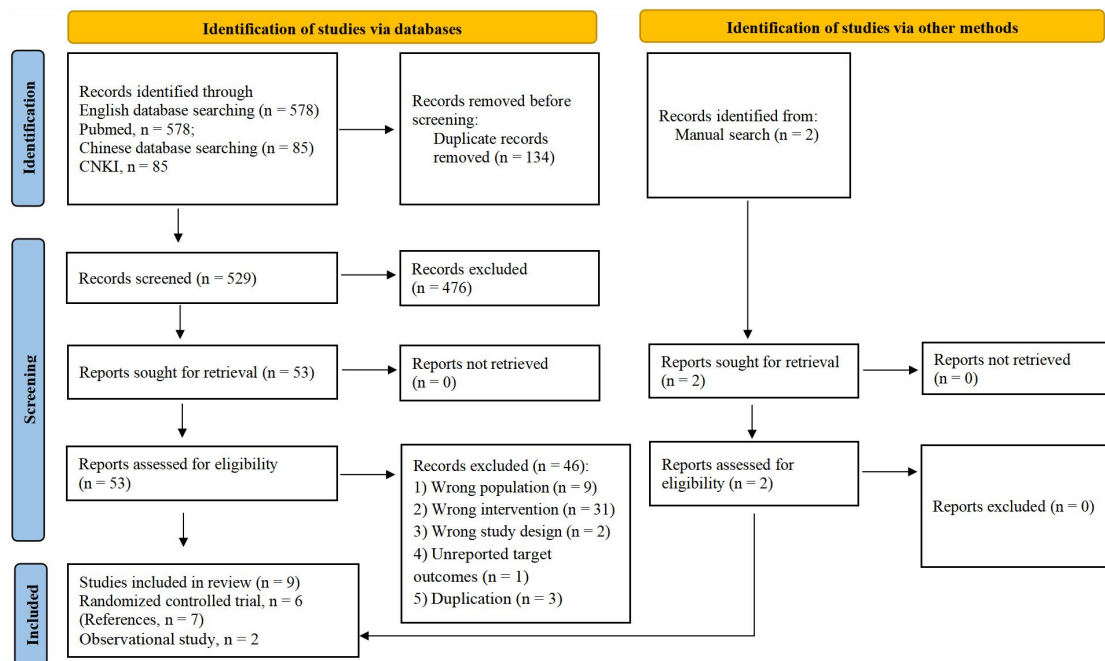 Identification of studies via databases
Identification of studies via other methods
Identification
Records identified through
English database searching (n = 578)
Pubmed, n = 578;
Chinese database searching (n = 85)
CNKI, n = 85
Records removed before
screening:
Duplicate records
removed (n = 134)
Records identified from:
Manual search (n = 2)
Screening
Records screened (n = 529)
Records excluded
(n = 476)
Reports sought for retrieval (n = 53)
Reports not retrieved
(n = 0)
Reports sought for retrieval
(n = 2)
Reports not retrieved
(n = 0)
Reports assessed for eligibility
(n = 53)
Records excluded (n = 46):
1) Wrong population (n = 9)
2) Wrong intervention (n = 31)
3) Wrong study design (n = 2)
4) Unreported target
outcomes (n = 1)
5) Duplication (n = 3)
Reports assessed for
eligibility (n = 2)
Reports excluded (n = 0)
Included
Studies included in review (n = 9)
Randomized controlled trial, n = 6
(References, n = 7)
Observational study, n = 2